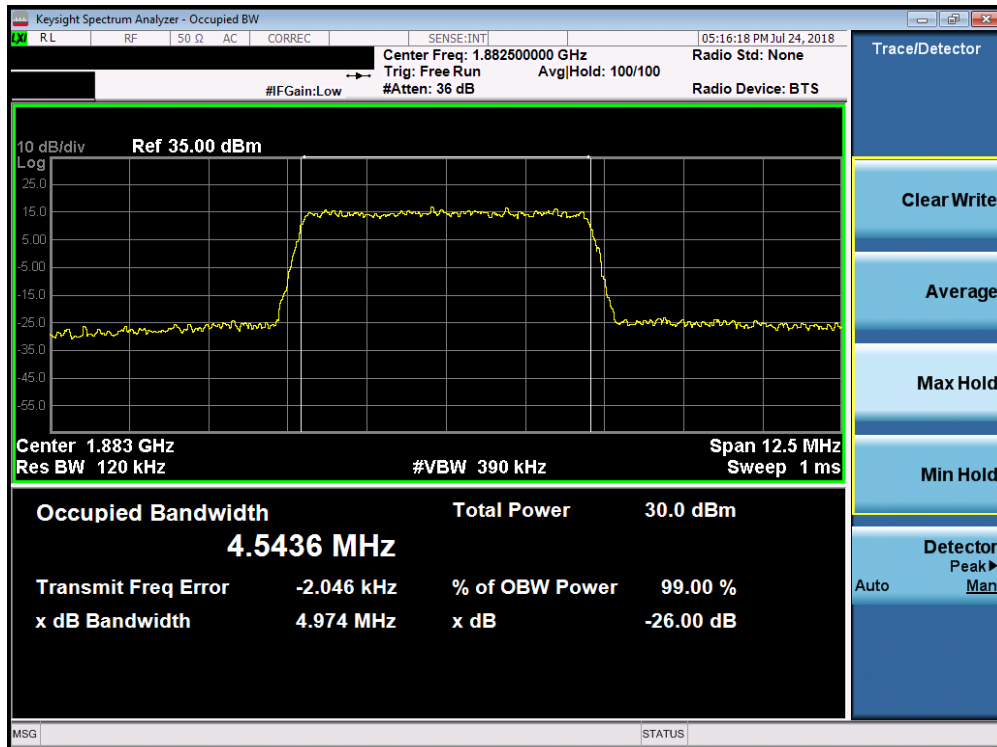 Keysight Spectrum Analyzer - Occupied BW
LXI RL RF 50 Ω AC CORREC SENSE:INT 05:16:18 PM Jul 24, 2018
Center Freq: 1.882500000 GHz Radio Std: None
Trig: Free Run Avg|Hold: 100/100
#IFGain:Low #Atten: 36 dB Radio Device: BTS
10 dB/div Ref 35.00 dBm
Log
25.0
15.0
5.00
-5.00
-15.0
-25.0
-35.0
-45.0
-55.0
Center 1.883 GHz Span 12.5 MHz
Res BW 120 kHz #VBW 390 kHz Sweep 1 ms
Occupied Bandwidth Total Power 30.0 dBm
4.5436 MHz
Transmit Freq Error -2.046 kHz % of OBW Power 99.00 %
x dB Bandwidth 4.974 MHz x dB -26.00 dB
MSG STATUS
Trace/Detector
Clear Write
Average
Max Hold
Min Hold
Detector
Peak▶
Auto Man